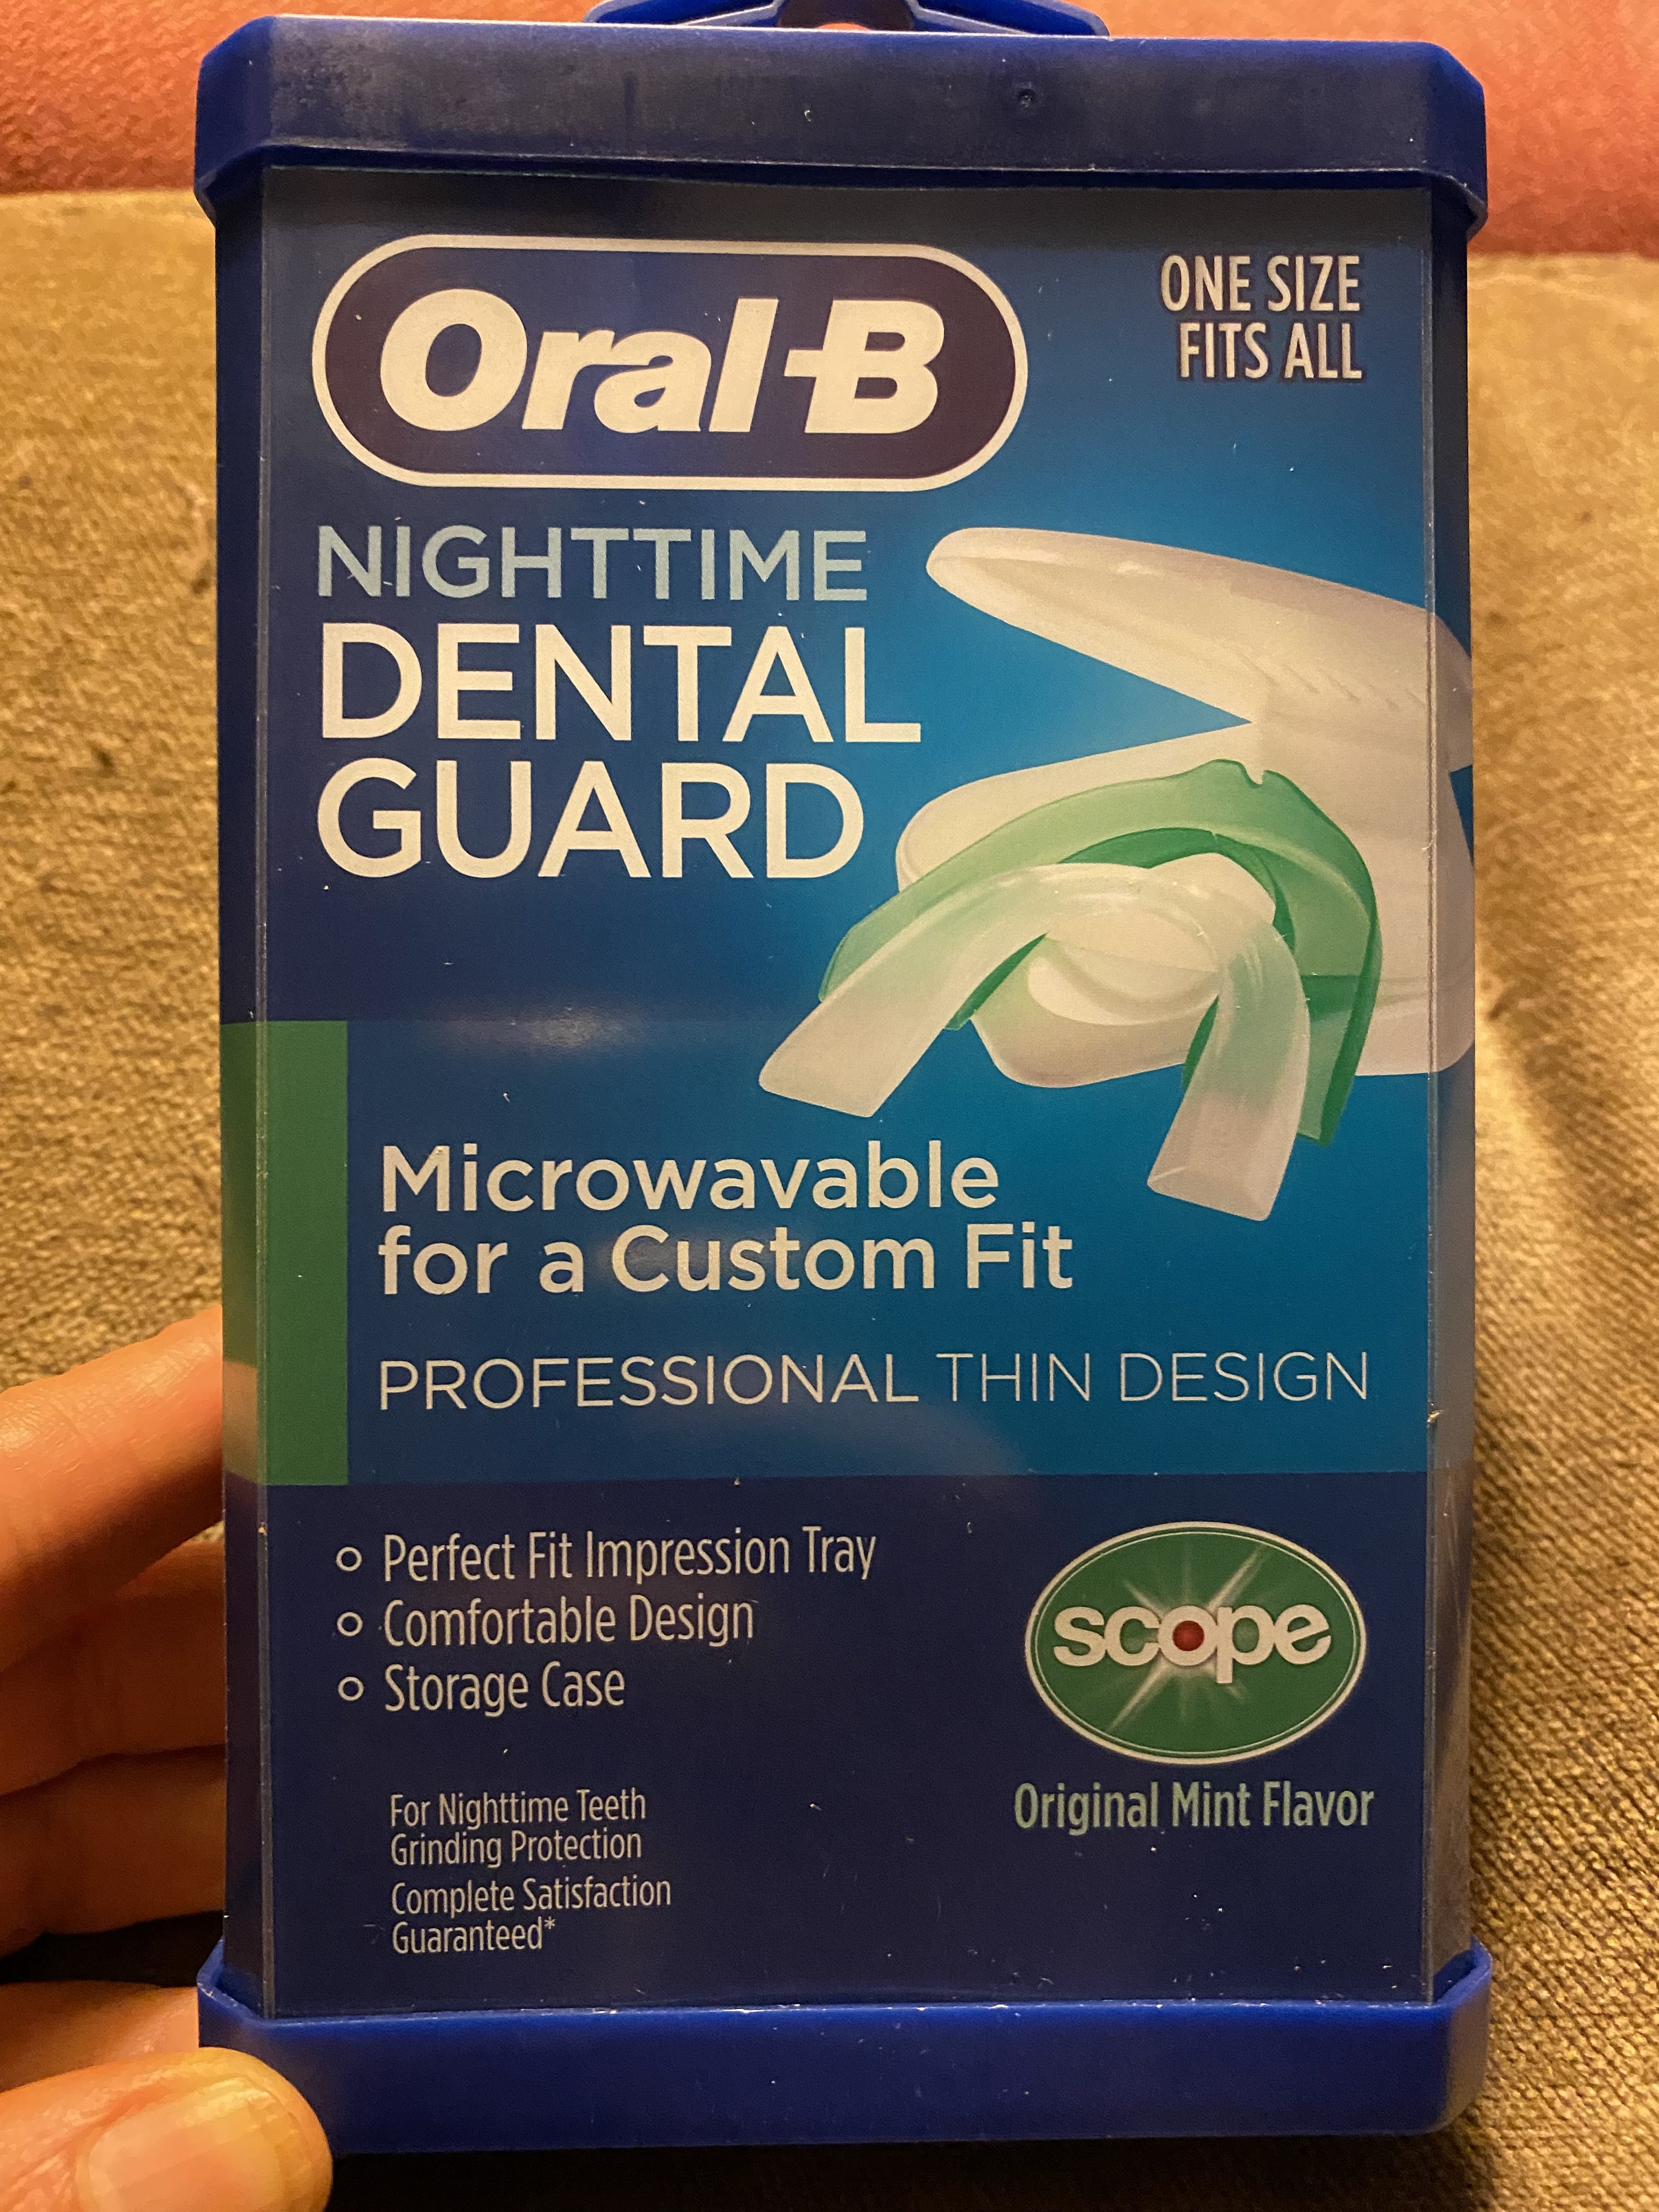 Oral-B
ONE SIZE
FITS ALL
NIGHTTIME
DENTAL
GUARD
Microwavable
for a Custom Fit
PROFESSIONAL THIN DESIGN
○ Perfect Fit Impression Tray
○ Comfortable Design
○ Storage Case
scope
Original Mint Flavor
For Nighttime Teeth
Grinding Protection
Complete Satisfaction
Guaranteed*